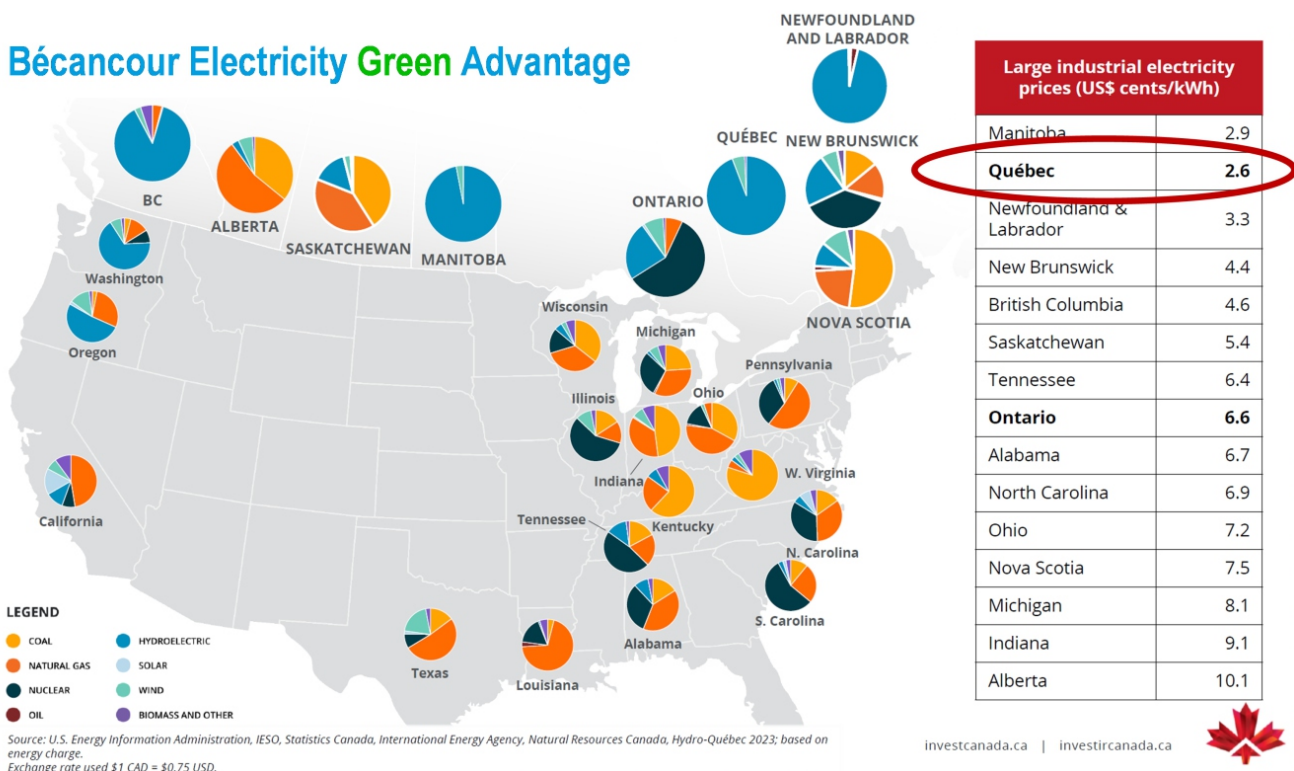 Bécancour Electricity Green Advantage
NEWFOUNDLAND
AND LABRADOR
QUÉBEC
NEW BRUNSWICK
BC
ALBERTA
SASKATCHEWAN
MANITOBA
ONTARIO
NOVA SCOTIA
Washington
Oregon
California
Wisconsin
Michigan
Pennsylvania
Illinois
Ohio
Indiana
W. Virginia
Kentucky
Tennessee
N. Carolina
S. Carolina
Alabama
Texas
Louisiana
LEGEND
COAL
HYDROELECTRIC
NATURAL GAS
SOLAR
NUCLEAR
WIND
OIL
BIOMASS AND OTHER
Source: U.S. Energy Information Administration, IESO, Statistics Canada, International Energy Agency, Natural Resources Canada, Hydro-Québec 2023; based on
energy charge.
Exchange rate used $1 CAD = $0.75 USD.
Large industrial electricity
prices (US$ cents/kWh)
Manitoba 2.9
Québec 2.6
Newfoundland &
Labrador 3.3
New Brunswick 4.4
British Columbia 4.6
Saskatchewan 5.4
Tennessee 6.4
Ontario 6.6
Alabama 6.7
North Carolina 6.9
Ohio 7.2
Nova Scotia 7.5
Michigan 8.1
Indiana 9.1
Alberta 10.1
investcanada.ca | investircanada.ca